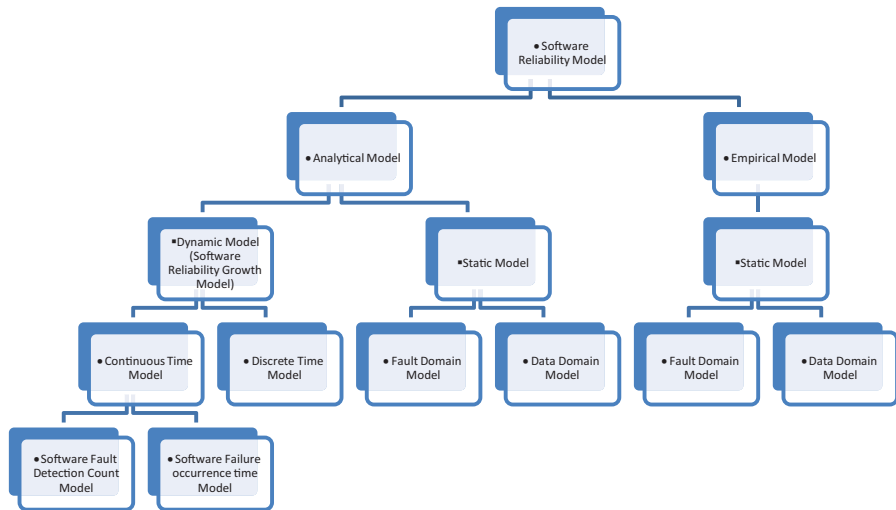 • Software
Reliability Model
• Analytical Model
• Empirical Model
▪Dynamic Model
(Software
Reliability Growth
Model)
▪Static Model
▪Static Model
• Continuous Time
Model
• Discrete Time
Model
• Fault Domain
Model
• Data Domain
Model
• Fault Domain
Model
• Data Domain
Model
• Software Fault
Detection Count
Model
• Software Failure
occurrence time
Model